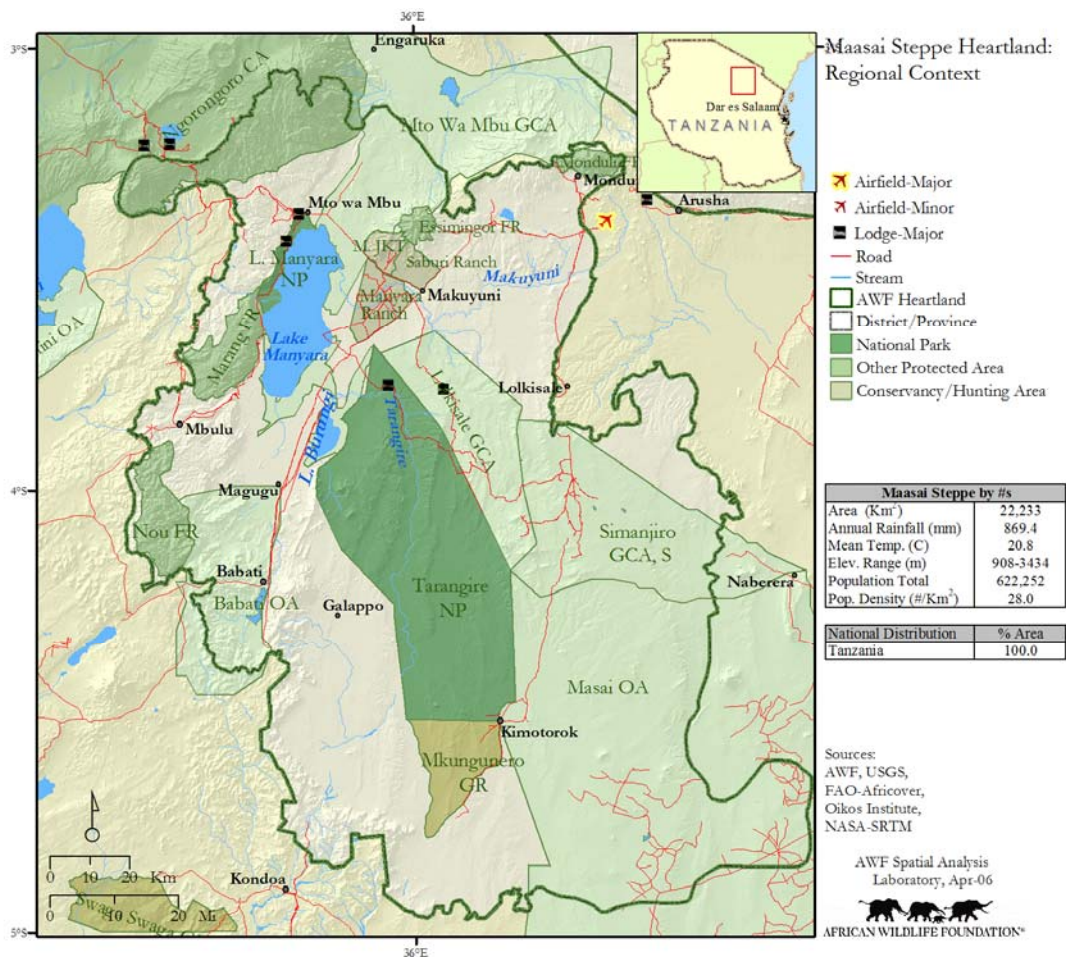 36°E
3°S
Engaruka
Maasai Steppe Heartland:
Regional Context
Ngorongoro CA
Mto Wa Mbu GCA
Dar es Salaam
TANZANIA
Mondu
Arusha
Mto wa Mbu
Essimingor FR
L. Manyara
NP
M JKT
Saburi Ranch
Makuyuni
Manyara
Ranch
Makuyuni
Marang FR
Lake
Manyara
Lolkisale GCA
Lolkisale
Mbulu
L. Burungi
Tarangire
Magugu
4°S
Nou FR
Simanjiro
GCA, S
Babati
Babati OA
Naberera
Galappo
Tarangire
NP
Masai OA
Kimotorok
Mkungunero
GR
0 10 20 Km
0 10 20 Mi
Kondoa
Swaga Swaga
5°S
36°E
Airfield-Major
Airfield-Minor
Lodge-Major
Road
Stream
AWF Heartland
District/Province
National Park
Other Protected Area
Conservancy/Hunting Area
Maasai Steppe by #s
Area (Km²) 22,233
Annual Rainfall (mm) 869.4
Mean Temp. (C) 20.8
Elev. Range (m) 908-3434
Population Total 622,252
Pop. Density (#/Km²) 28.0
National Distribution % Area
Tanzania 100.0
Sources:
AWF, USGS,
FAO-Africover,
Oikos Institute,
NASA-SRTM
AWF Spatial Analysis
Laboratory, Apr-06
AFRICAN WILDLIFE FOUNDATION®